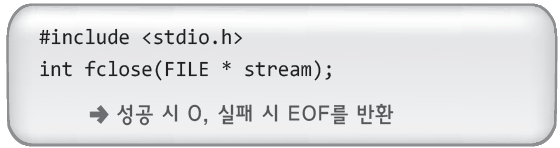 #include <stdio.h>
int fclose(FILE * stream);
➔ 성공 시 0, 실패 시 EOF를 반환